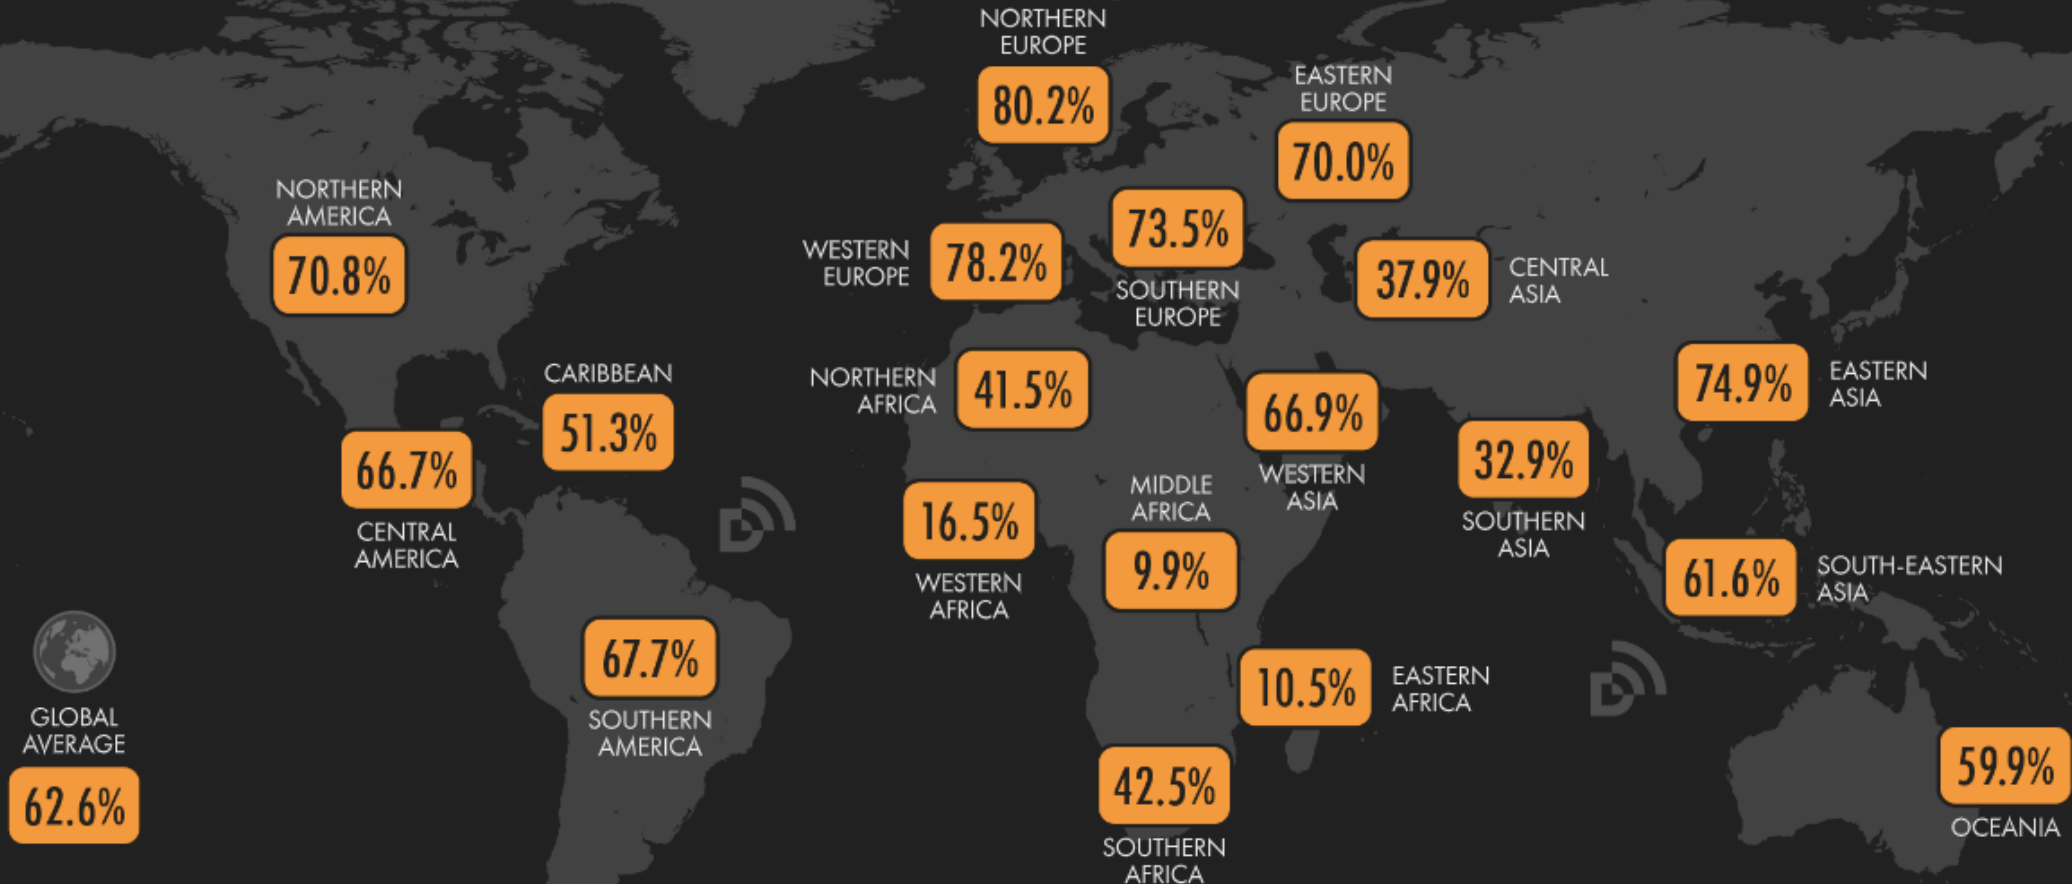 NORTHERN
EUROPE
80.2%
EASTERN
EUROPE
70.0%
NORTHERN
AMERICA
70.8%
WESTERN
EUROPE
78.2%
73.5%
SOUTHERN
EUROPE
37.9%
CENTRAL
ASIA
CARIBBEAN
51.3%
NORTHERN
AFRICA
41.5%
66.9%
WESTERN
ASIA
74.9%
EASTERN
ASIA
66.7%
CENTRAL
AMERICA
32.9%
SOUTHERN
ASIA
16.5%
WESTERN
AFRICA
MIDDLE
AFRICA
9.9%
61.6%
SOUTH-EASTERN
ASIA
67.7%
SOUTHERN
AMERICA
10.5%
EASTERN
AFRICA
GLOBAL
AVERAGE
62.6%
42.5%
SOUTHERN
AFRICA
59.9%
OCEANIA